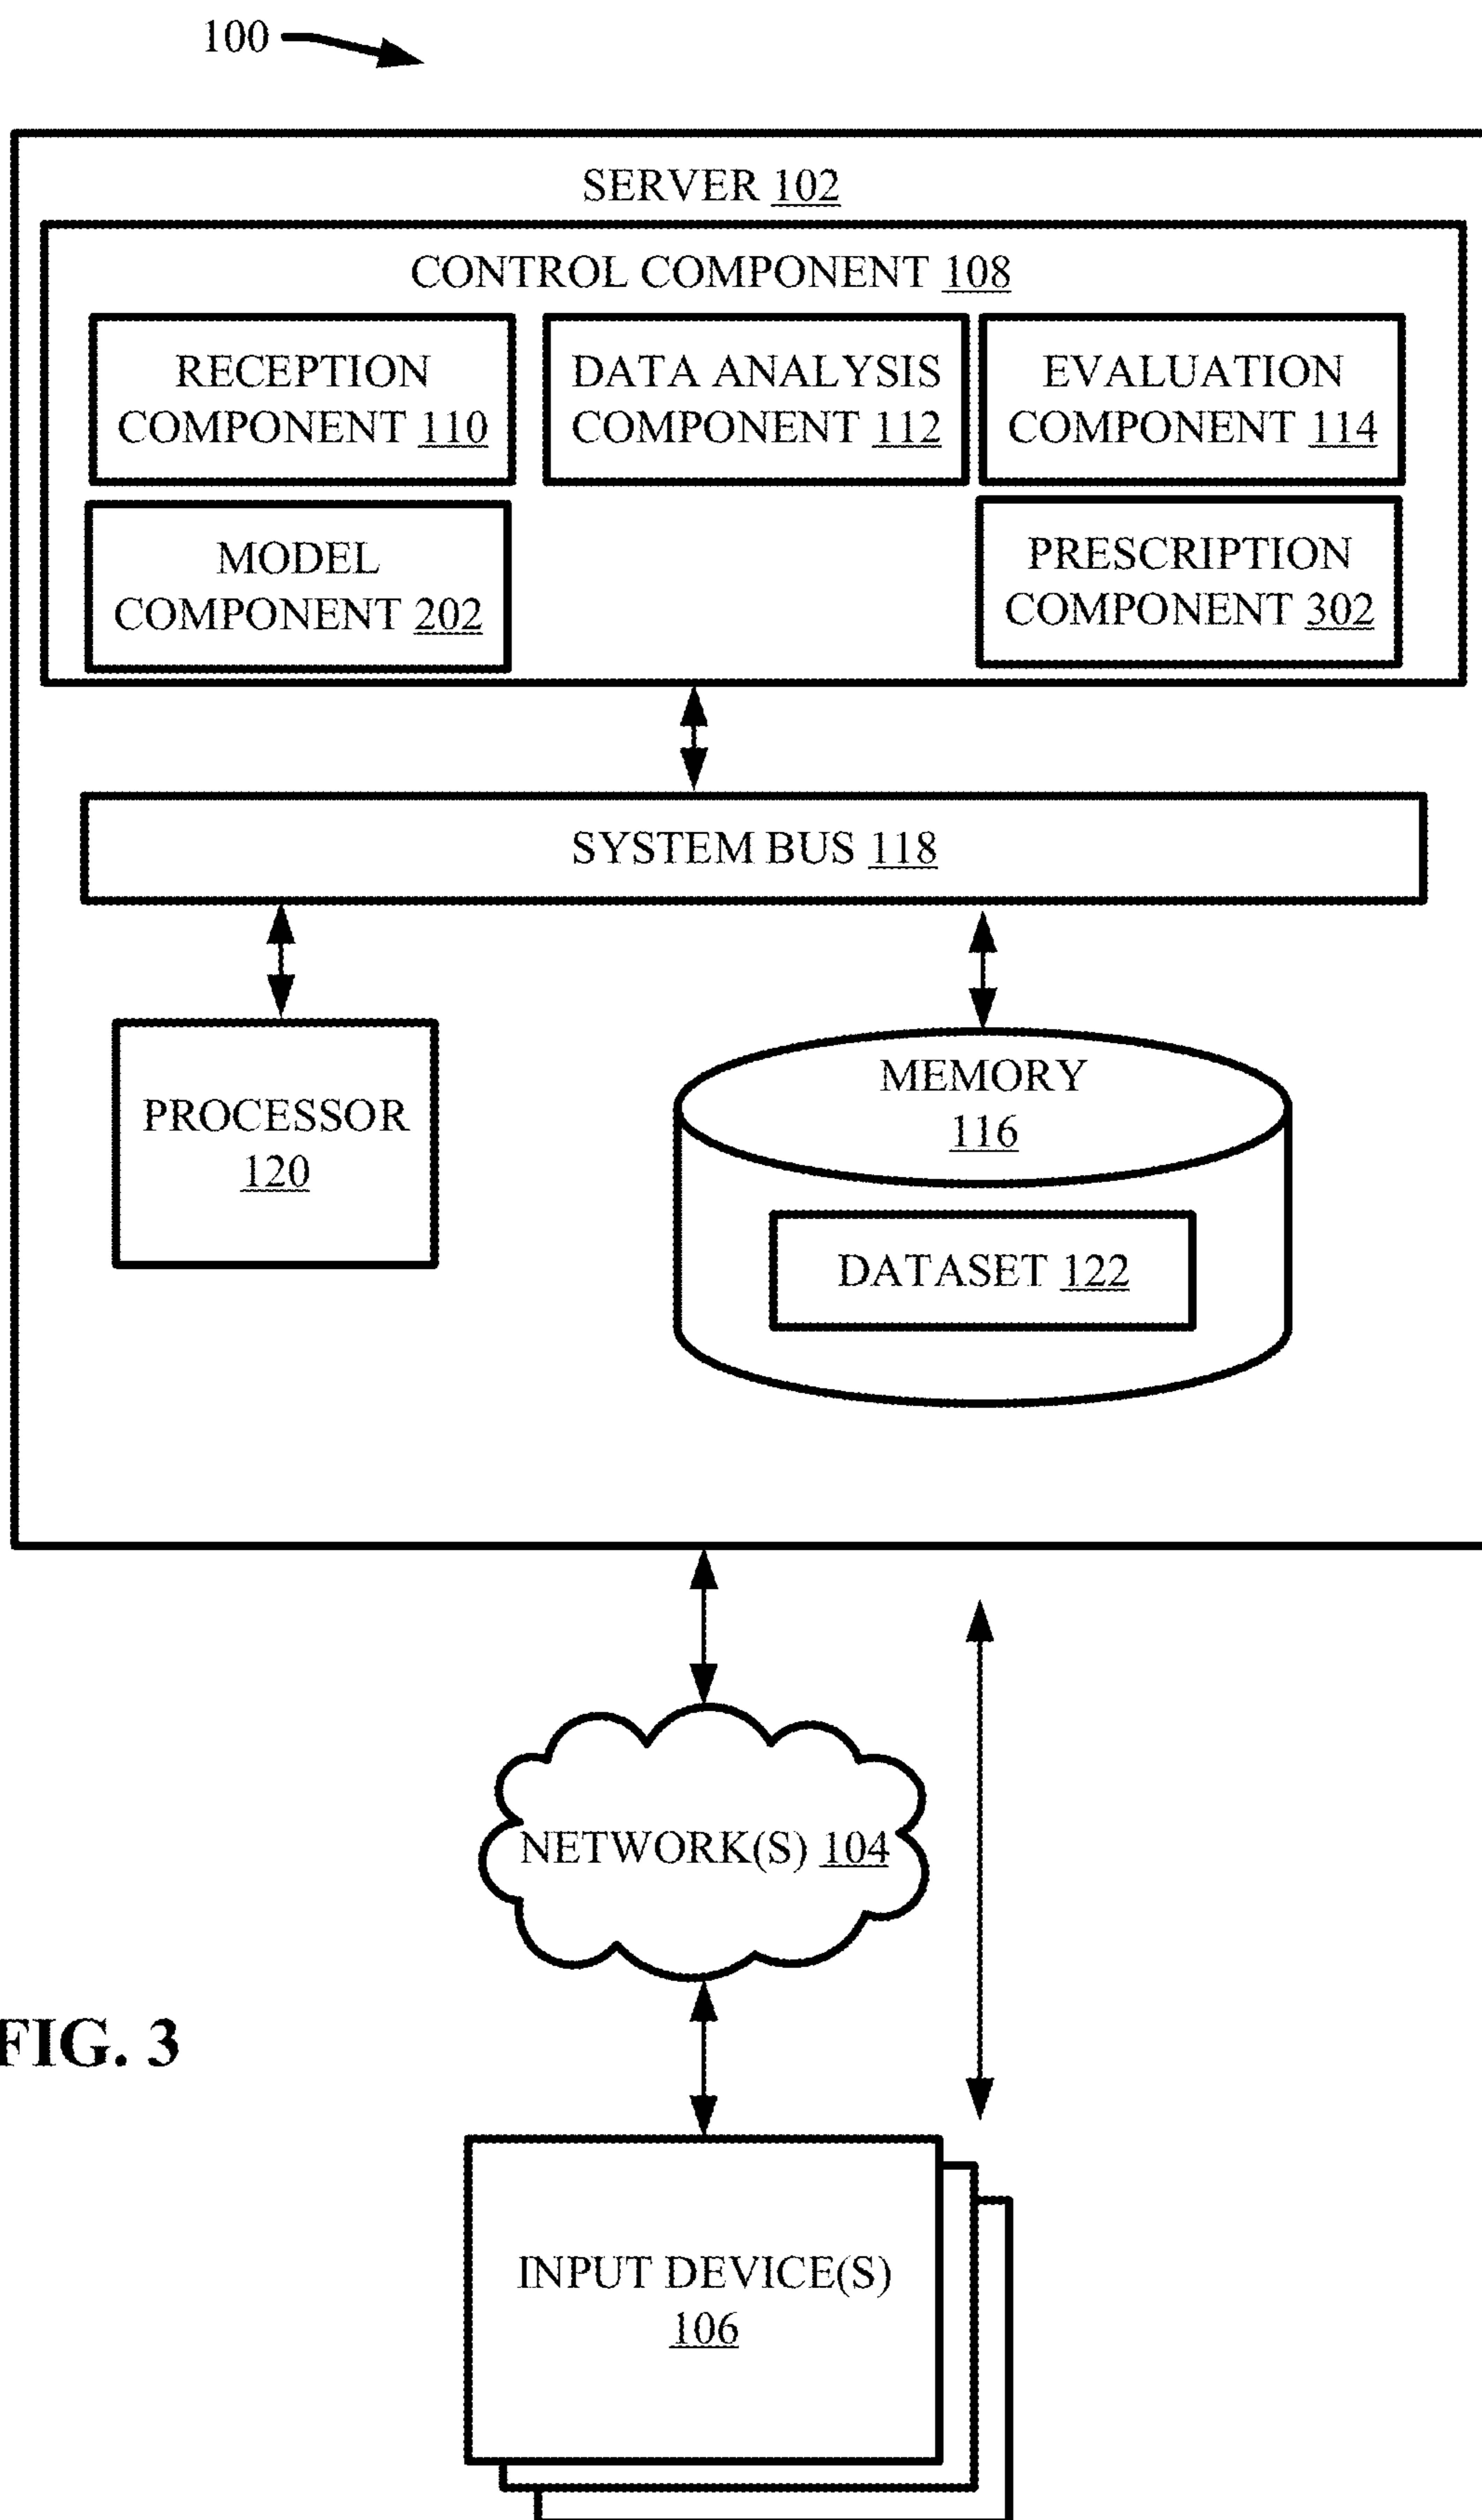 100
SERVER 102
CONTROL COMPONENT 108
RECEPTION
COMPONENT 110
DATA ANALYSIS
COMPONENT 112
EVALUATION
COMPONENT 114
MODEL
COMPONENT 202
PRESCRIPTION
COMPONENT 302
SYSTEM BUS 118
PROCESSOR
120
MEMORY
116
DATASET 122
NETWORK(S) 104
FIG. 3
INPUT DEVICE(S)
106